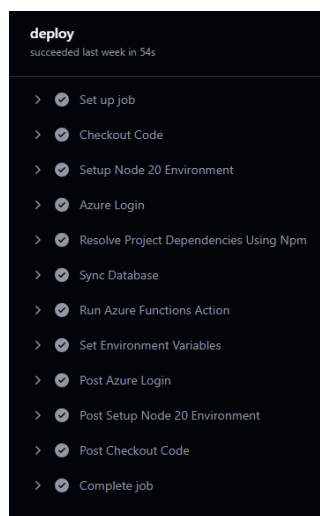 deploy
succeeded last week in 54s
Set up job
Checkout Code
Setup Node 20 Environment
Azure Login
Resolve Project Dependencies Using Npm
Sync Database
Run Azure Functions Action
Set Environment Variables
Post Azure Login
Post Setup Node 20 Environment
Post Checkout Code
Complete job